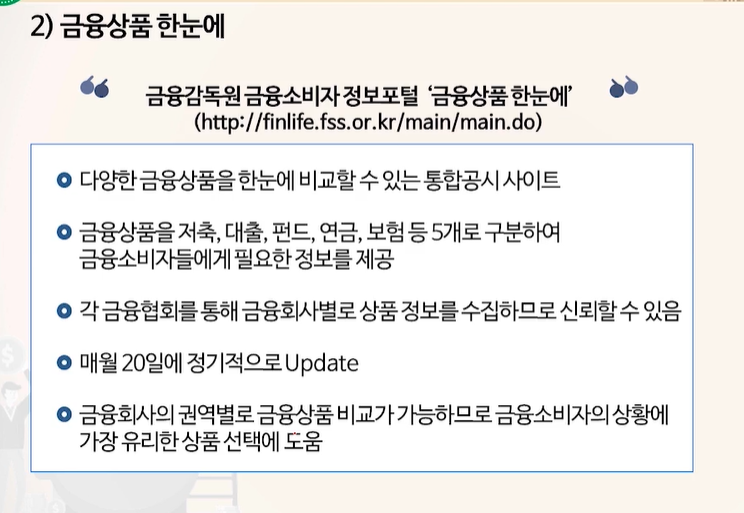 2) 금융상품 한눈에
금융감독원 금융소비자 정보포털 ‘금융상품 한눈에’
(http://finlife.fss.or.kr/main/main.do)
다양한 금융상품을 한눈에 비교할 수 있는 통합공시 사이트
금융상품을 저축, 대출, 펀드, 연금, 보험 등 5개로 구분하여
금융소비자들에게 필요한 정보를 제공
각 금융협회를 통해 금융회사별로 상품 정보를 수집하므로 신뢰할 수 있음
매월 20일에 정기적으로 Update
금융회사의 권역별로 금융상품 비교가 가능하므로 금융소비자의 상황에
가장 유리한 상품 선택에 도움